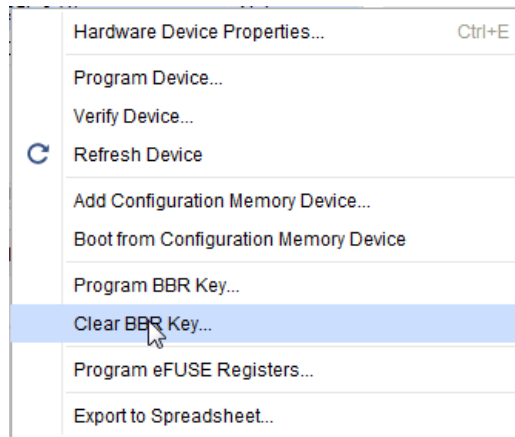 Hardware Device Properties... Ctrl+E
Program Device...
Verify Device...
Refresh Device
Add Configuration Memory Device...
Boot from Configuration Memory Device
Program BBR Key...
Clear BBR Key...
Program eFUSE Registers...
Export to Spreadsheet...